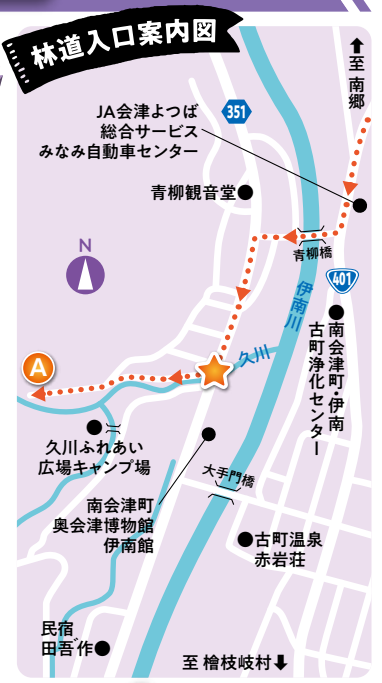 林道入口案内図
↑至 南郷
JA会津よつば
総合サービス
みなみ自動車センター
351
青柳観音堂
青柳橋
N
401
伊南川
久川
南会津町・伊南
古町浄化センター
A
久川ふれあい
広場キャンプ場
大手門橋
南会津町
奥会津博物館
伊南館
古町温泉
赤岩荘
民宿
田吾作
至 檜枝岐村↓